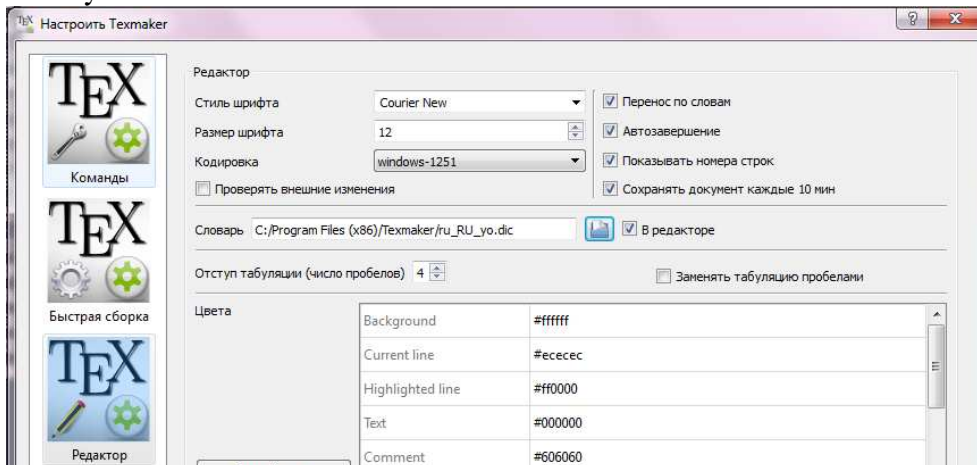 TEX Настроить Texmaker
TEX
Команды
TEX
Быстрая сборка
TEX
Редактор
Редактор
Стиль шрифта Courier New
Размер шрифта 12
Кодировка windows-1251
Проверять внешние изменения
Перенос по словам
Автозавершение
Показывать номера строк
Сохранять документ каждые 10 мин
Словарь C:/Program Files (x86)/Texmaker/ru_RU_yo.dic В редакторе
Отступ табуляции (число пробелов) 4 Заменять табуляцию пробелами
Цвета
Background #ffffff
Current line #ececec
Highlighted line #ff0000
Text #000000
Comment #606060